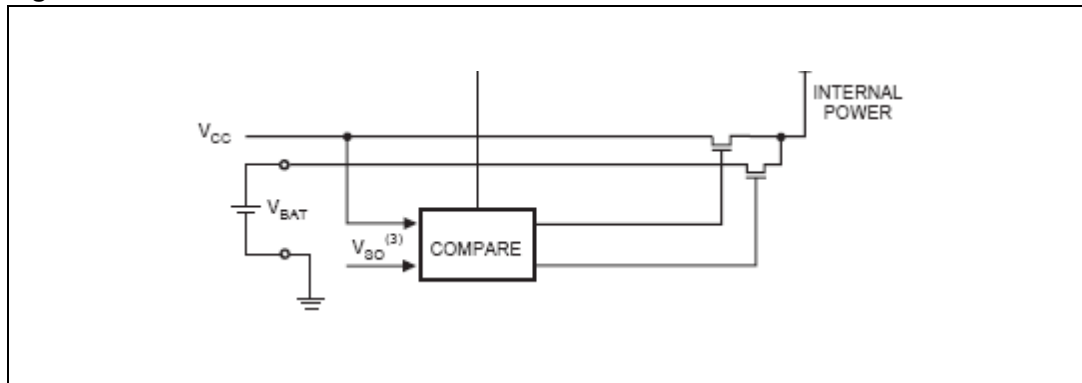 INTERNAL
POWER
VCC
VBAT
VSO(3)
COMPARE